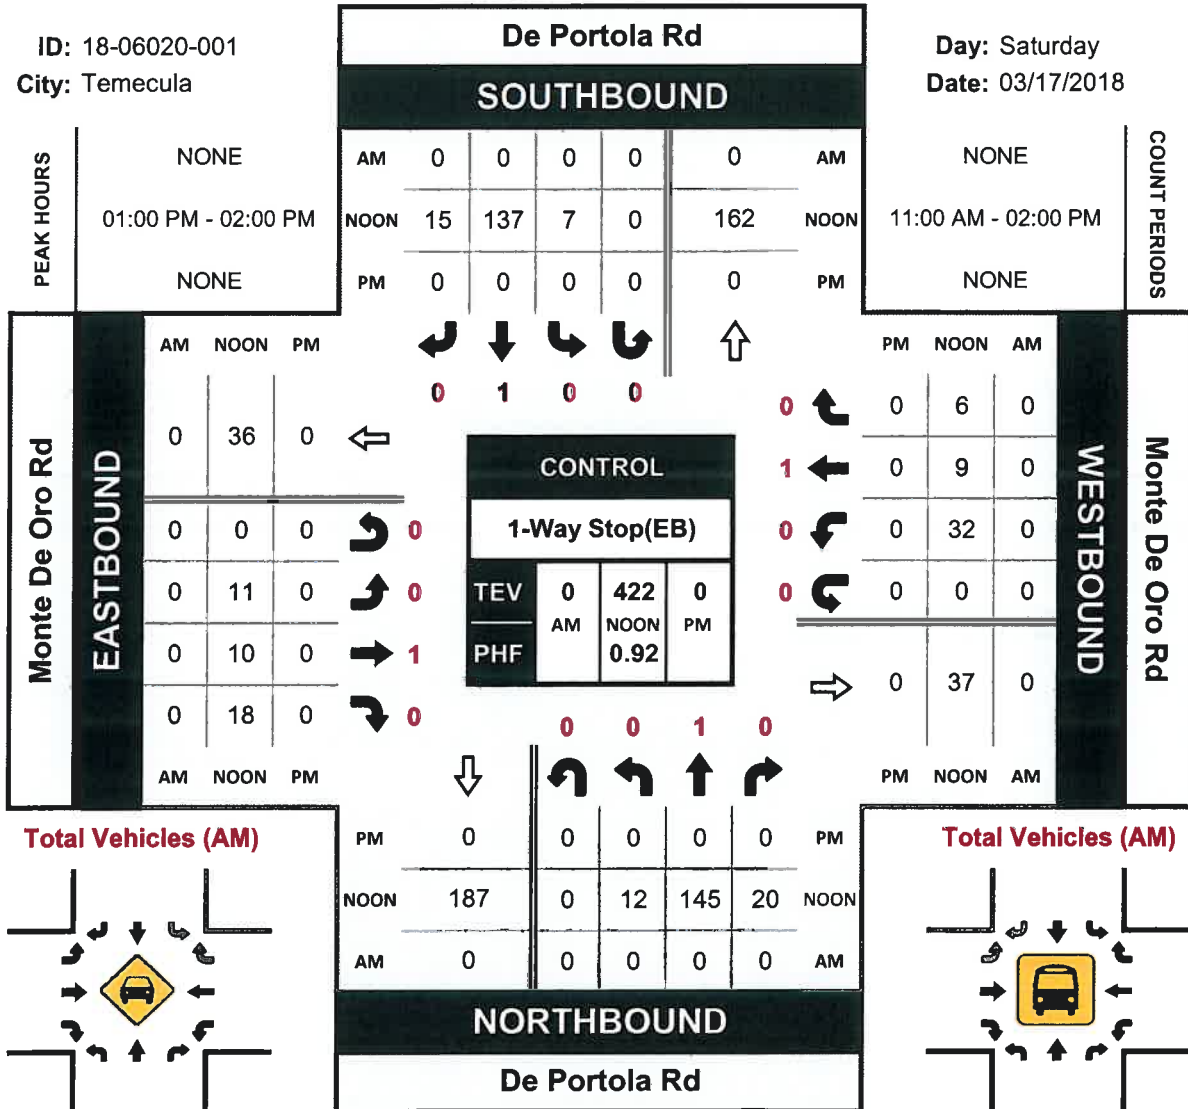 De Portola Rd
ID: 18-06020-001
Day: Saturday
City: Temecula
Date: 03/17/2018
SOUTHBOUND
PEAK HOURS
NONE
01:00 PM - 02:00 PM
NONE
AM 0 0 0 0 0 AM
NOON 15 137 7 0 162 NOON
PM 0 0 0 0 0 PM
NONE
11:00 AM - 02:00 PM
NONE
COUNT PERIODS
0 1 0 0
Monte De Oro Rd
EASTBOUND
AM NOON PM
0 36 0
0 0 0 0
0 11 0 0
0 10 0 1
0 18 0 0
AM NOON PM
CONTROL
1-Way Stop(EB)
TEV 0 422 0
AM NOON PM
PHF 0.92
PM NOON AM
0 0 6 0
1 0 9 0
0 0 32 0
0 0 0 0
0 37 0
PM NOON AM
WESTBOUND
Monte De Oro Rd
0 0 1 0
PM 0 0 0 0 0 PM
NOON 187 0 12 145 20 NOON
AM 0 0 0 0 0 AM
NORTHBOUND
De Portola Rd
Total Vehicles (AM)
Total Vehicles (AM)